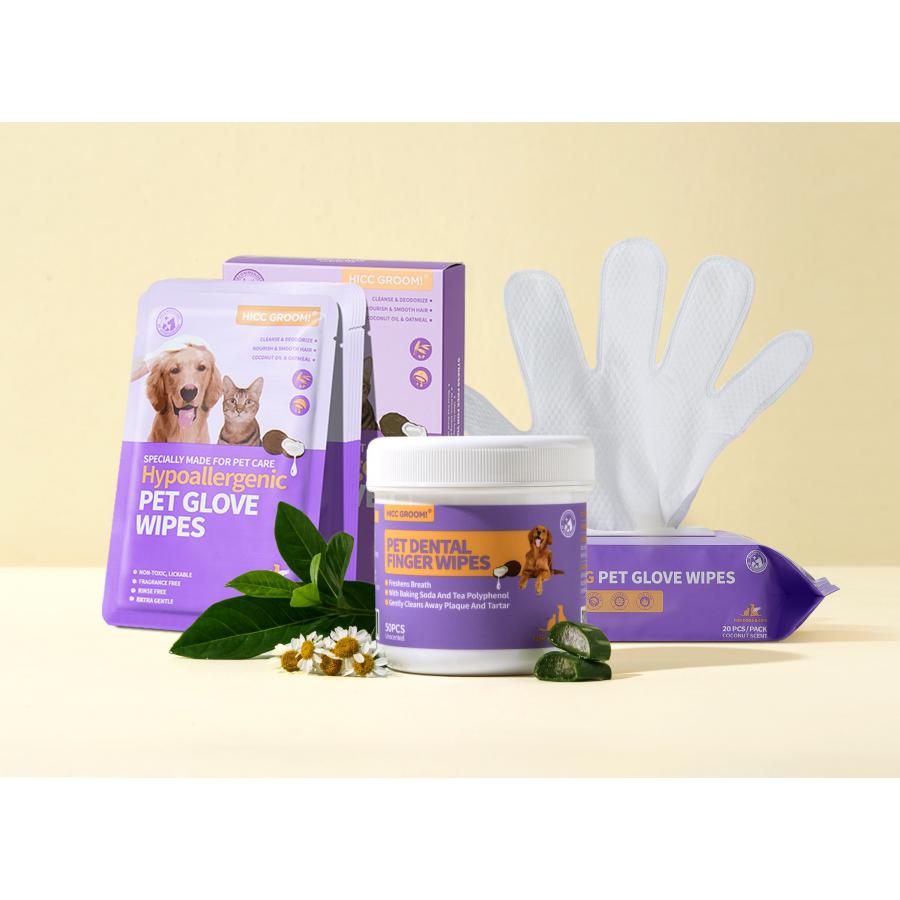 HICC GROOM!®
CLEANSE & DEODORIZE
NOURISH & SMOOTH HAIR
COCONUT OIL & OATMEAL
SPECIALLY MADE FOR PET CARE
Hypoallergenic
PET GLOVE
WIPES
NON-TOXIC, LICKABLE
FRAGRANCE FREE
RINSE FREE
EXTRA GENTLE
HICC GROOM!®
CLEANSE & DEODORIZE
NOURISH & SMOOTH HAIR
COCONUT OIL & OATMEAL
HICC GROOM!®
PET DENTAL
FINGER WIPES
Freshens Breath
With Baking Soda And Tea Polyphenol
Gently Cleans Away Plaque And Tartar
50PCS
Unscented
G PET GLOVE WIPES
20 PCS/PACK
COCONUT SCENT